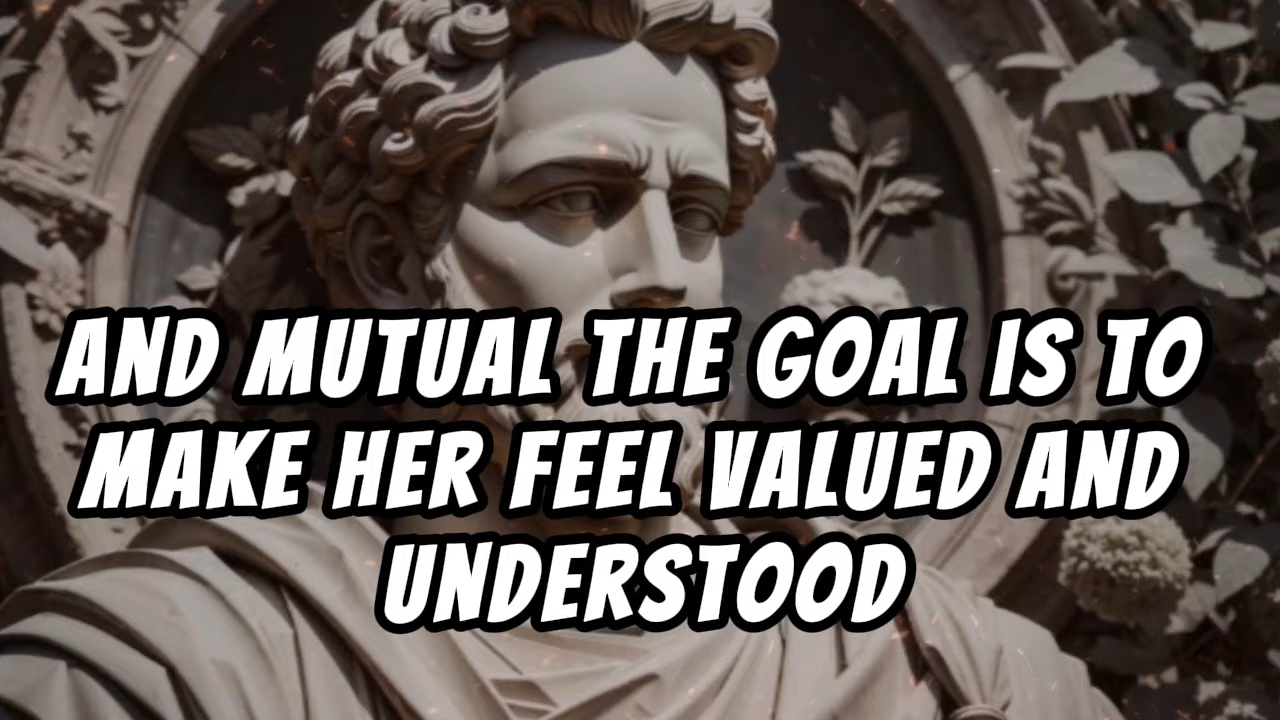 AND MUTUAL THE GOAL IS TO
MAKE HER FEEL VALUED AND
UNDERSTOOD